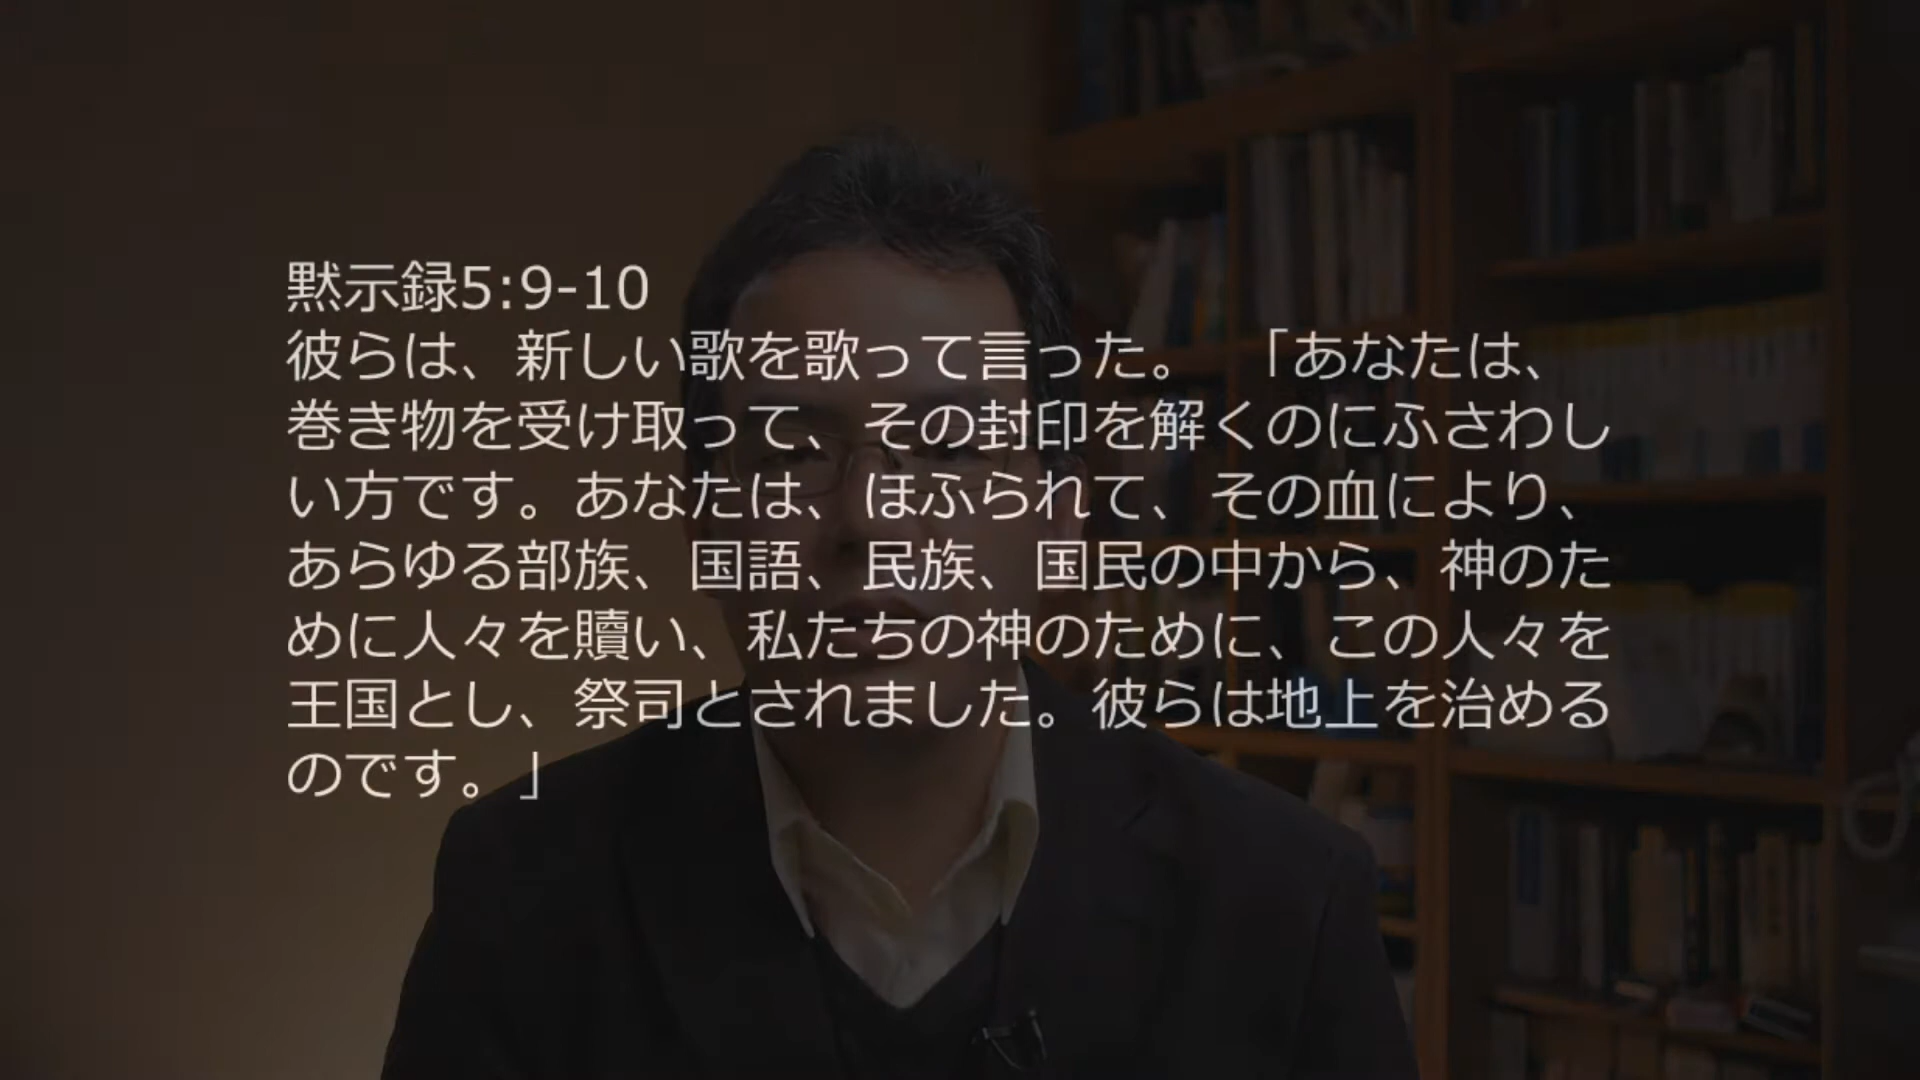 黙示録5:9-10
彼らは、新しい歌を歌って言った。　「あなたは、
巻き物を受け取って、その封印を解くのにふさわし
い方です。あなたは、ほふられて、その血により、
あらゆる部族、国語、民族、国民の中から、神のた
めに人々を贖い、私たちの神のために、この人々を
王国とし、祭司とされました。彼らは地上を治める
のです。」